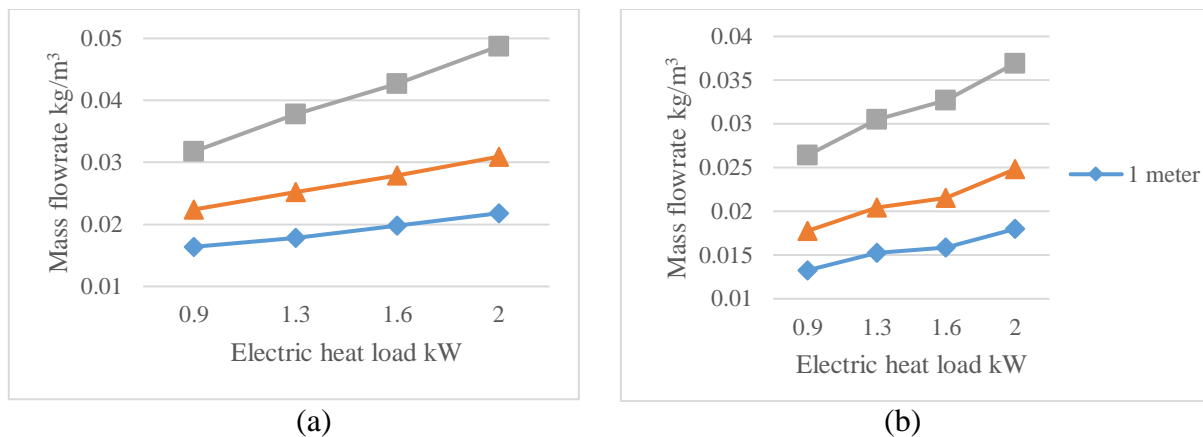 Mass flowrate kg/m³
0.05
0.04
0.03
0.02
0.01
0.9 1.3 1.6 2
Electric heat load kW
(a)
Mass flowrate kg/m³
0.04
0.035
0.03
0.025
0.02
0.015
0.01
0.9 1.3 1.6 2
Electric heat load kW
1 meter
(b)